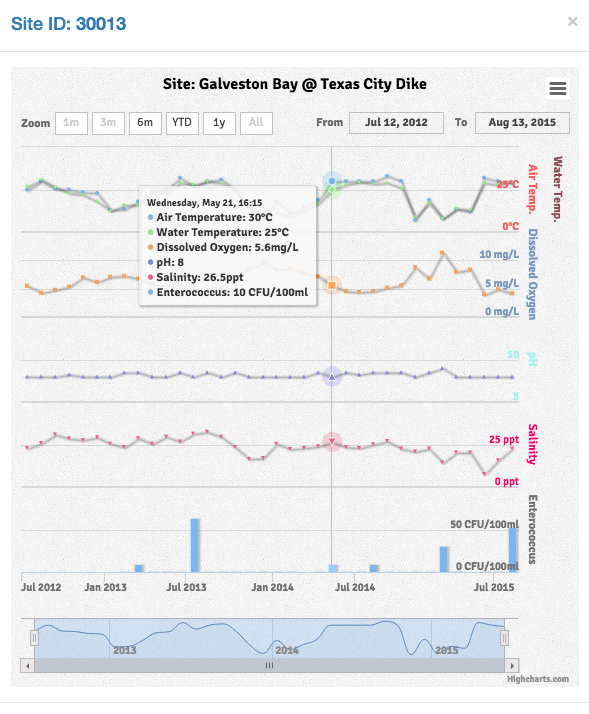 Site ID: 30013
×
Site: Galveston Bay @ Texas City Dike
Zoom 1m 3m 6m YTD 1y All From Jul 12, 2012 To Aug 13, 2015
Water Temp.
Air Temp.
25°C
0°C
Wednesday, May 21, 16:15
Air Temperature: 30°C
Water Temperature: 25°C
Dissolved Oxygen: 5.6mg/L
pH: 8
Salinity: 26.5ppt
Enterococcus: 10 CFU/100ml
Dissolved Oxygen
10 mg/L
5 mg/L
0 mg/L
pH
10
5
Salinity
25 ppt
0 ppt
Enterococcus
50 CFU/100ml
0 CFU/100ml
Jul 2012 Jan 2013 Jul 2013 Jan 2014 Jul 2014 Jul 2015
2013 2014 2015
Highcharts.com